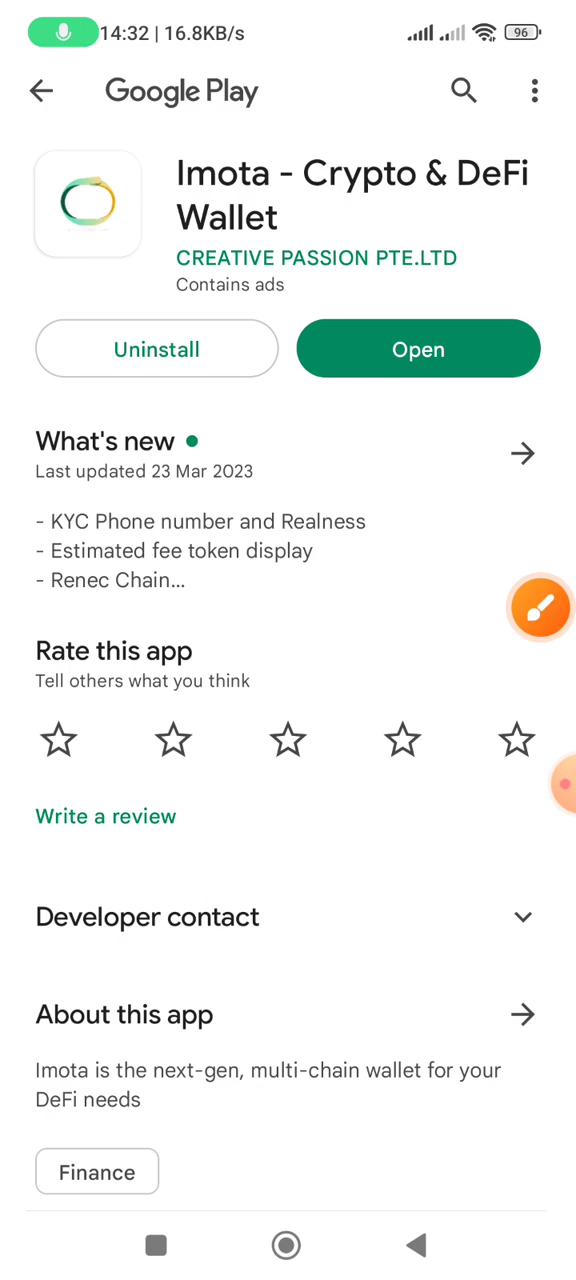 14:32 | 16.8KB/s
96
Google Play
Imota - Crypto & DeFi
Wallet
CREATIVE PASSION PTE.LTD
Contains ads
Uninstall
Open
What's new
Last updated 23 Mar 2023
- KYC Phone number and Realness
- Estimated fee token display
- Renec Chain...
Rate this app
Tell others what you think
Write a review
Developer contact
About this app
Imota is the next-gen, multi-chain wallet for your
DeFi needs
Finance